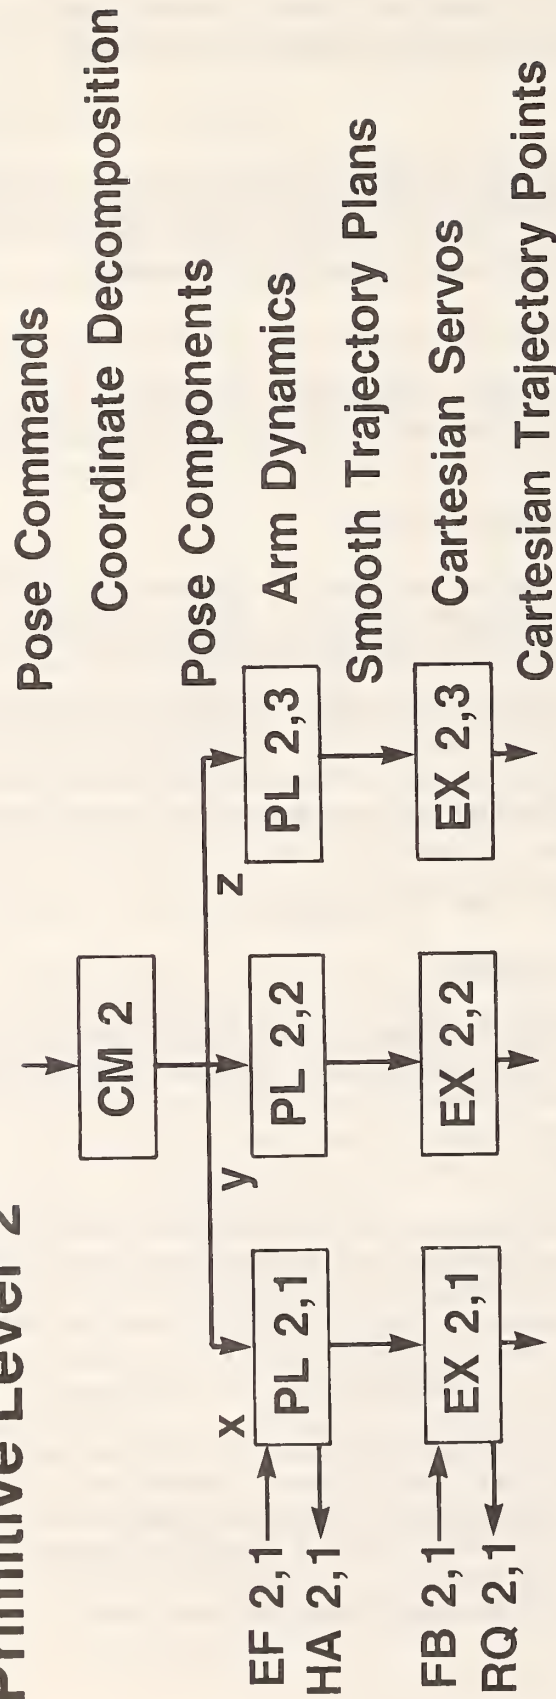 Primitive Level 2
Pose Commands
CM 2
Coordinate Decomposition
x
y
z
Pose Components
EF 2,1
HA 2,1
PL 2,1
PL 2,2
PL 2,3
Arm Dynamics
Smooth Trajectory Plans
FB 2,1
RQ 2,1
EX 2,1
EX 2,2
EX 2,3
Cartesian Servos
Cartesian Trajectory Points